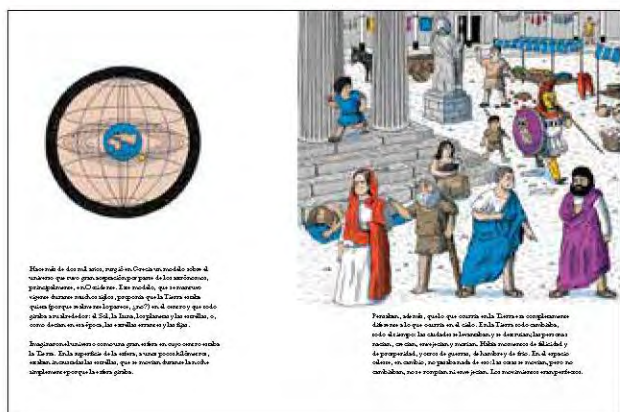 Hace más de dos mil años, surgió en Grecia un modelo sobre el
universo que tuvo gran aceptación por parte de los astrónomos,
principalmente, en Occidente. Este modelo, que se mantuvo
vigente durante muchos siglos, proponía que la Tierra estaba
quieta (porque realmente lo parece, ¿no?) en el centro y que todo
giraba a su alrededor: el Sol, la Luna, los planetas y las estrellas, o,
como decían en esa época, las estrellas errantes y las fijas.
Imaginaron el universo como una gran esfera en cuyo centro estaba
la Tierra. En la superficie de la esfera, a unos pocos kilómetros,
estaban incrustadas las estrellas, que se movían durante la noche
simplemente porque la esfera giraba.
Pensaban, además, que lo que ocurría en la Tierra era completamente
diferente a lo que ocurría en el cielo. En la Tierra todo cambiaba,
todo el tiempo: las ciudades se levantaban y se destruían; las personas
nacían, crecían, envejecían y morían. Había momentos de felicidad y
de prosperidad, y otros de guerras, de hambre y de frío. En el espacio
celeste, en cambio, no pasaba nada de eso: las cosas se movían, pero no
cambiaban, no se rompían ni envejecían. Los movimientos eran perfectos.